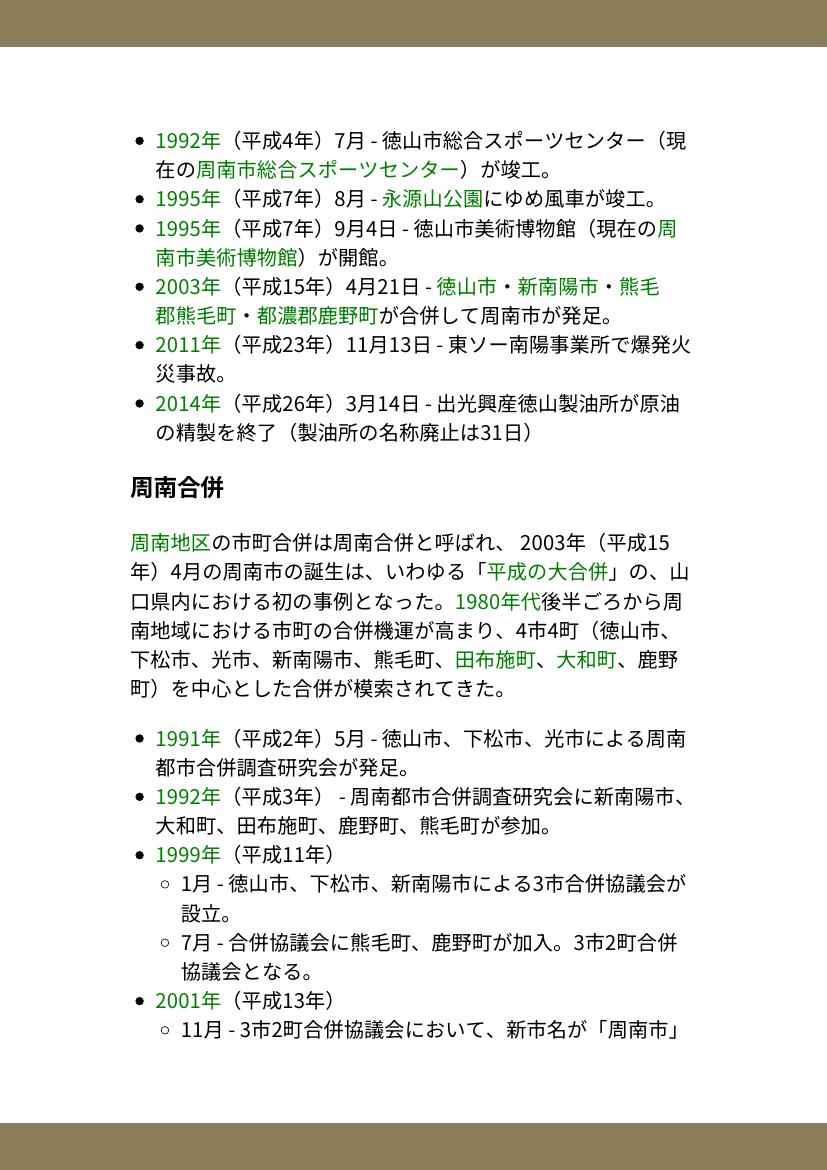 • 1992年（平成4年）7月 - 徳山市総合スポーツセンター（現
在の周南市総合スポーツセンター）が竣工。
• 1995年（平成7年）8月 - 永源山公園にゆめ風車が竣工。
• 1995年（平成7年）9月4日 - 徳山市美術博物館（現在の周
南市美術博物館）が開館。
• 2003年（平成15年）4月21日 - 徳山市・新南陽市・熊毛
郡熊毛町・都濃郡鹿野町が合併して周南市が発足。
• 2011年（平成23年）11月13日 - 東ソー南陽事業所で爆発火
災事故。
• 2014年（平成26年）3月14日 - 出光興産徳山製油所が原油
の精製を終了（製油所の名称廃止は31日）
周南合併
周南地区の市町合併は周南合併と呼ばれ、 2003年（平成15
年）4月の周南市の誕生は、いわゆる「平成の大合併」の、山
口県内における初の事例となった。1980年代後半ごろから周
南地域における市町の合併機運が高まり、4市4町（徳山市、
下松市、光市、新南陽市、熊毛町、田布施町、大和町、鹿野
町）を中心とした合併が模索されてきた。
• 1991年（平成2年）5月 - 徳山市、下松市、光市による周南
都市合併調査研究会が発足。
• 1992年（平成3年） - 周南都市合併調査研究会に新南陽市、
大和町、田布施町、鹿野町、熊毛町が参加。
• 1999年（平成11年）
◦ 1月 - 徳山市、下松市、新南陽市による3市合併協議会が
設立。
◦ 7月 - 合併協議会に熊毛町、鹿野町が加入。3市2町合併
協議会となる。
• 2001年（平成13年）
◦ 11月 - 3市2町合併協議会において、新市名が「周南市」